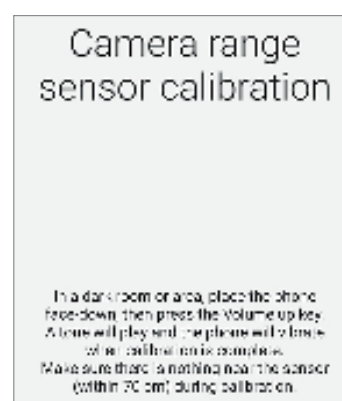 Camera range
sensor calibration
In a dark room or area, place the phone
face-down, then press the Volume up key.
A tone will play and the phone will vibrate
when calibration is complete.
Make sure there is nothing near the sensor
(within 70 cm) during calibration.